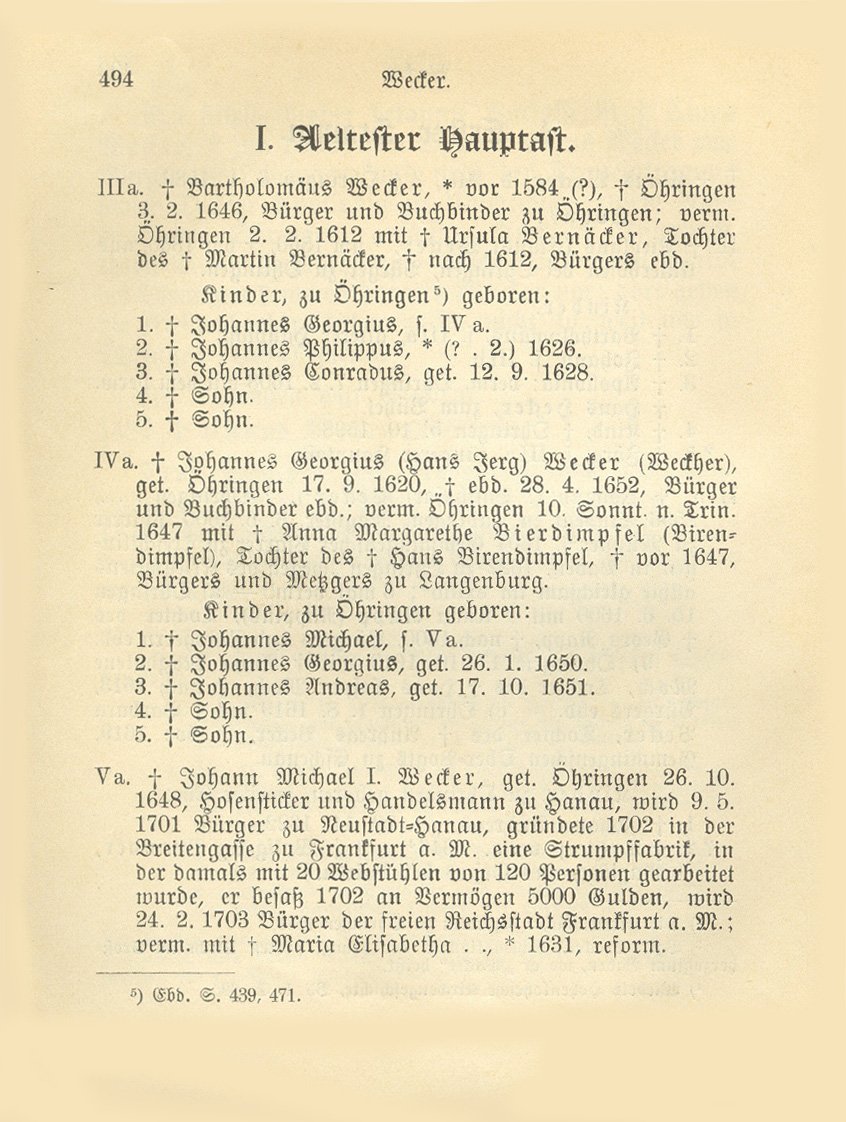 494 Wecker.
I. Aeltester Hauptast.
IIIa. † Bartholomäus Wecker, * vor 1584 (?), † Öhringen
3. 2. 1646, Bürger und Buchbinder zu Öhringen; verm.
Öhringen 2. 2. 1612 mit † Ursula Bernäcker, Tochter
des † Martin Bernäcker, † nach 1612, Bürgers ebd.
Kinder, zu Öhringen⁵) geboren:
1. † Johannes Georgius, s. IVa.
2. † Johannes Philippus, * (? . 2.) 1626.
3. † Johannes Conradus, get. 12. 9. 1628.
4. † Sohn.
5. † Sohn.
IVa. † Johannes Georgius (Hans Jerg) Wecker (Weckher),
get. Öhringen 17. 9. 1620, † ebd. 28. 4. 1652, Bürger
und Buchbinder ebd.; verm. Öhringen 10. Sonnt. n. Trin.
1647 mit † Anna Margarethe Bierdimpfel (Biren-
dimpfel), Tochter des † Hans Birendimpfel, † vor 1647,
Bürgers und Metzgers zu Langenburg.
Kinder, zu Öhringen geboren:
1. † Johannes Michael, s. Va.
2. † Johannes Georgius, get. 26. 1. 1650.
3. † Johannes Andreas, get. 17. 10. 1651.
4. † Sohn.
5. † Sohn.
Va. † Johann Michael I. Wecker, get. Öhringen 26. 10.
1648, Hosensticker und Handelsmann zu Hanau, wird 9. 5.
1701 Bürger zu Neustadt-Hanau, gründete 1702 in der
Breitengasse zu Frankfurt a. M. eine Strumpffabrik, in
der damals mit 20 Webstühlen von 120 Personen gearbeitet
wurde, er besaß 1702 an Vermögen 5000 Gulden, wird
24. 2. 1703 Bürger der freien Reichsstadt Frankfurt a. M.;
verm. mit † Maria Elisabetha . ., * 1631, reform.
⁵) Ebd. S. 439, 471.